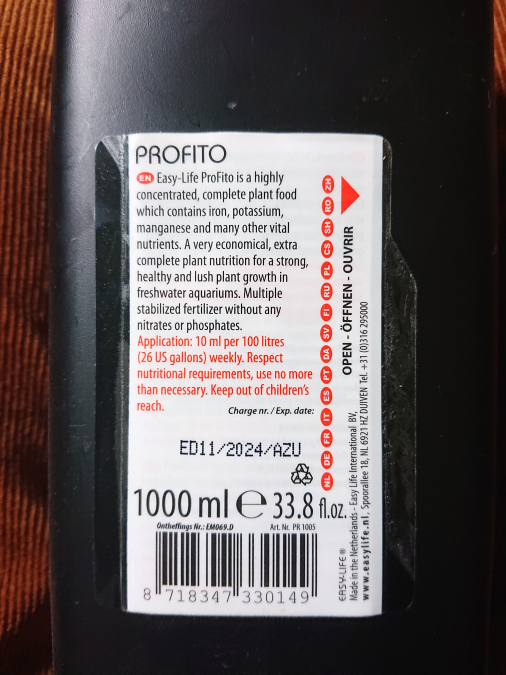 PROFITO
EN Easy-Life ProFito is a highly
concentrated, complete plant food
which contains iron, potassium,
manganese and many other vital
nutrients. A very economical, extra
complete plant nutrition for a strong,
healthy and lush plant growth in
freshwater aquariums. Multiple
stabilized fertilizer without any
nitrates or phosphates.
Application: 10 ml per 100 litres
(26 US gallons) weekly. Respect
nutritional requirements, use no more
than necessary. Keep out of children's
reach.
Charge nr. / Exp. date:
ED11/2024/AZU
1000 ml ℮ 33.8 fl.oz.
Ontheffings Nr.: EM069.D Art. Nr. PR 1005
8 718347 330149
NL DE FR IT ES PT DA SV FI RU PL CS SH RO ZH
OPEN - ÖFFNEN - OUVRIR
EASY-LIFE®
Made in the Netherlands - Easy Life International BV,
www.easylife.nl, Spoorallee 18, NL 6921 HZ DUIVEN Tel. +31 (0)316 295000